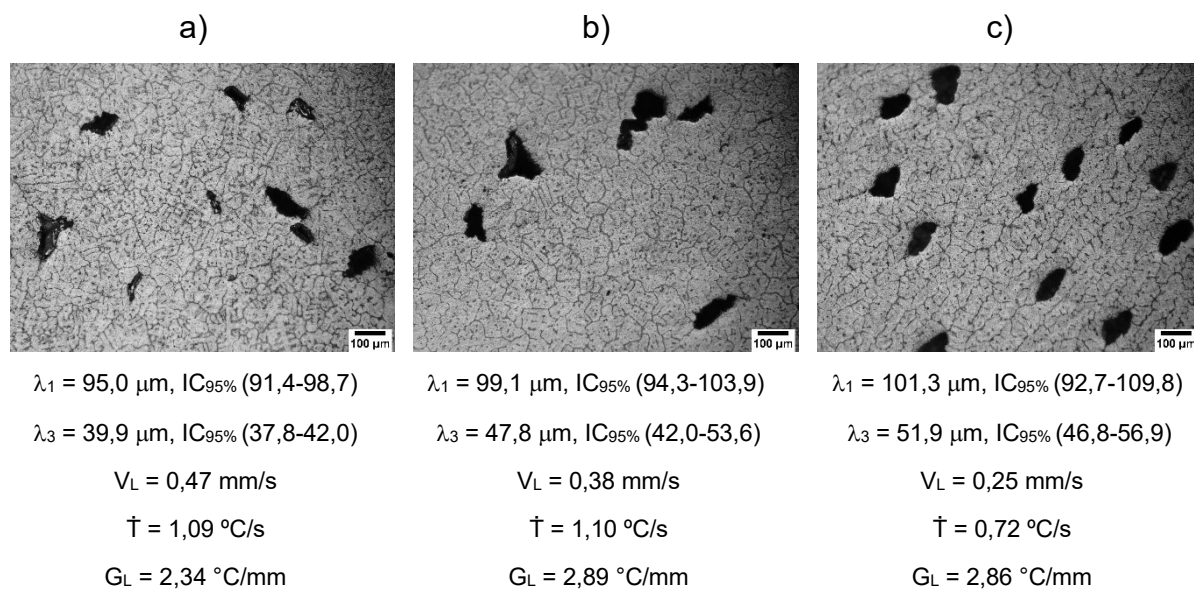 a) b) c)
100 µm 100 µm 100 µm
λ1 = 95,0 µm, IC95% (91,4-98,7) λ1 = 99,1 µm, IC95% (94,3-103,9) λ1 = 101,3 µm, IC95% (92,7-109,8)
λ3 = 39,9 µm, IC95% (37,8-42,0) λ3 = 47,8 µm, IC95% (42,0-53,6) λ3 = 51,9 µm, IC95% (46,8-56,9)
VL = 0,47 mm/s VL = 0,38 mm/s VL = 0,25 mm/s
Ṫ = 1,09 ºC/s Ṫ = 1,10 ºC/s Ṫ = 0,72 ºC/s
GL = 2,34 °C/mm GL = 2,89 °C/mm GL = 2,86 °C/mm